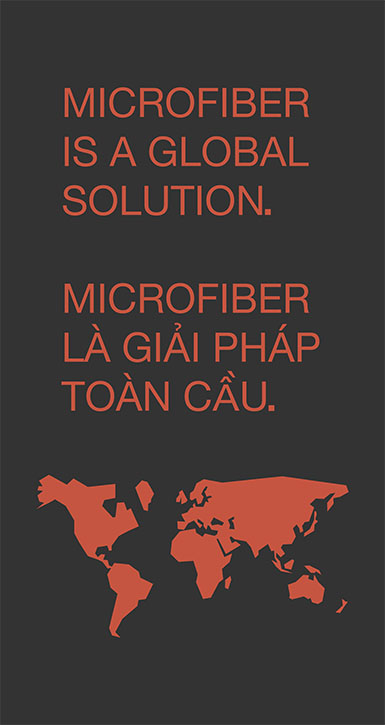 MICROFIBER
IS A GLOBAL
SOLUTION.
MICROFIBER
LÀ GIẢI PHÁP
TOÀN CẦU.